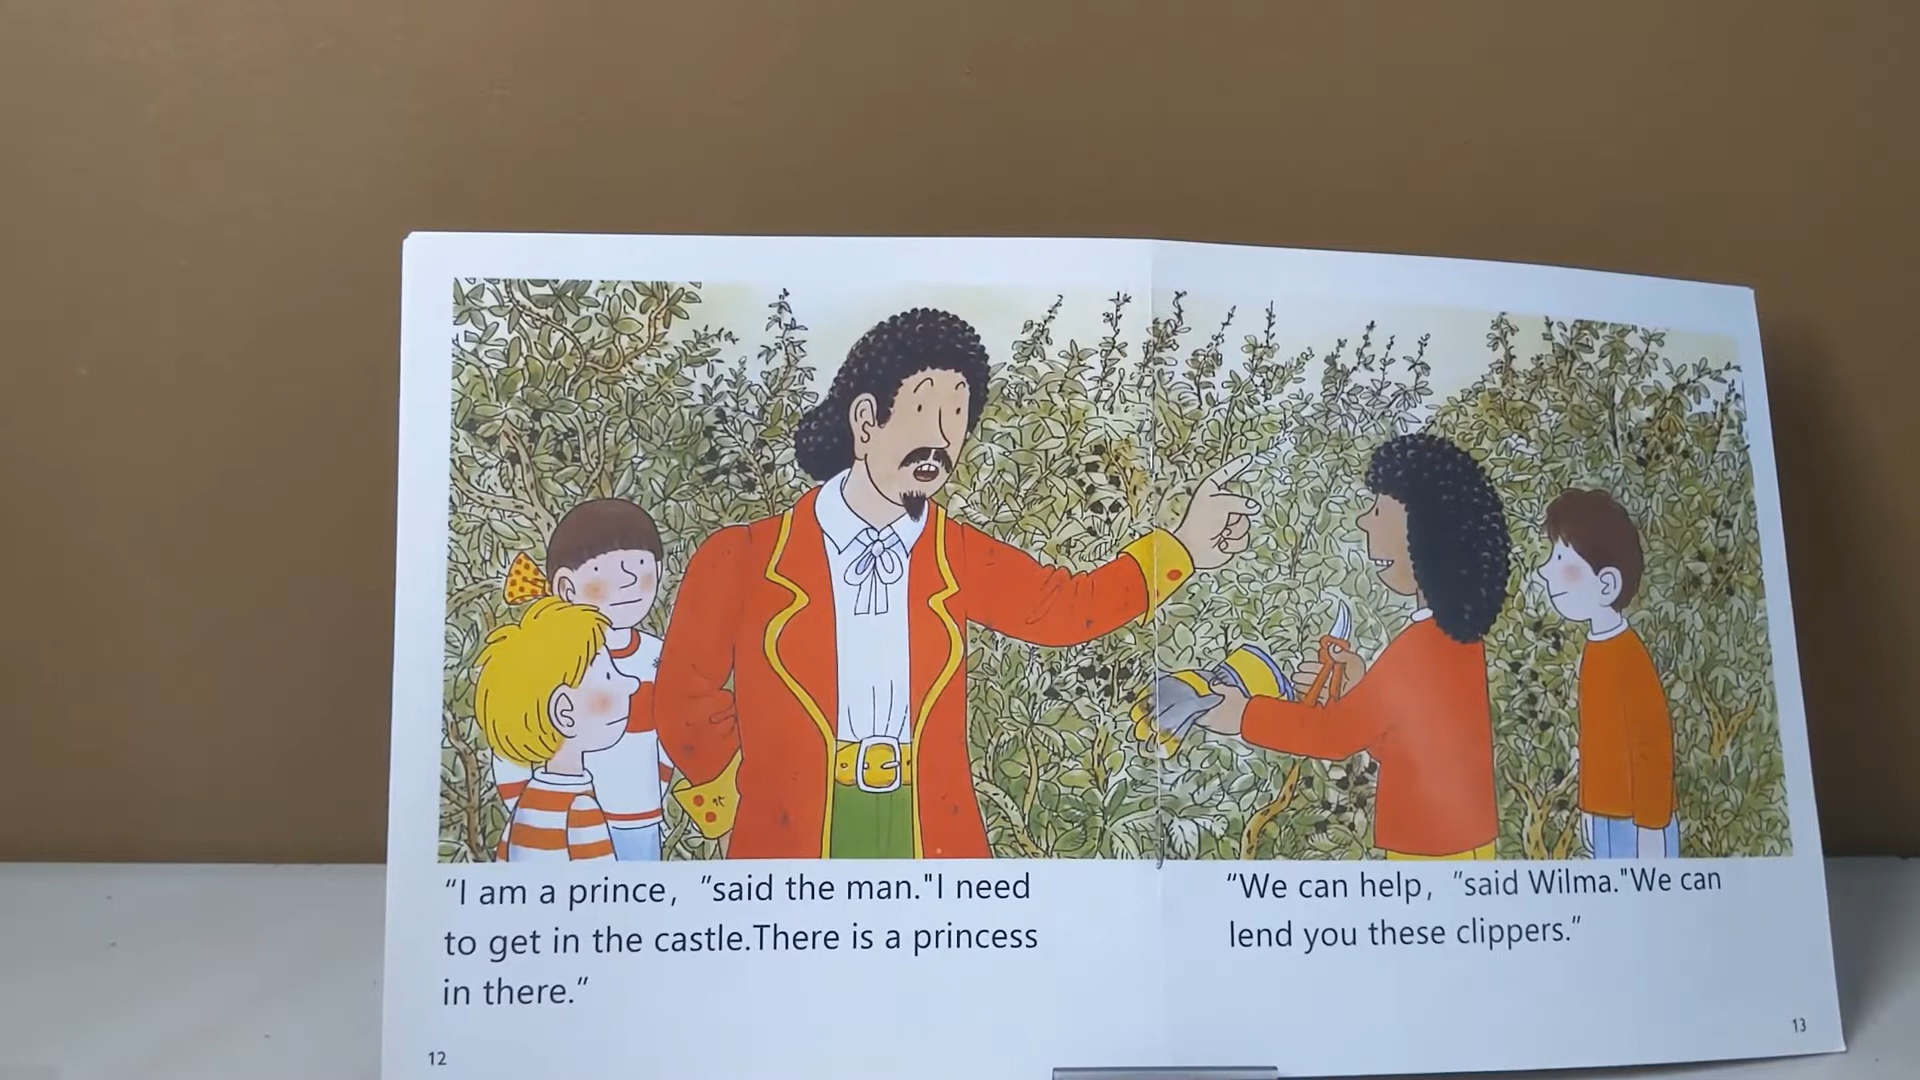 “I am a prince, ”said the man."I need
to get in the castle.There is a princess
in there.”
12
“We can help, ”said Wilma."We can
lend you these clippers.”
13